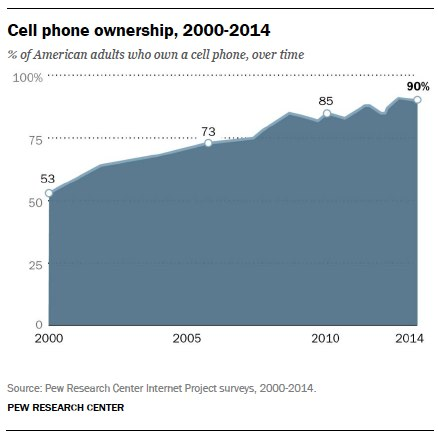 Cell phone ownership, 2000-2014
% of American adults who own a cell phone, over time
100%
90%
85
75
73
53
50
25
0
2000 2005 2010 2014
Source: Pew Research Center Internet Project surveys, 2000-2014.
PEW RESEARCH CENTER